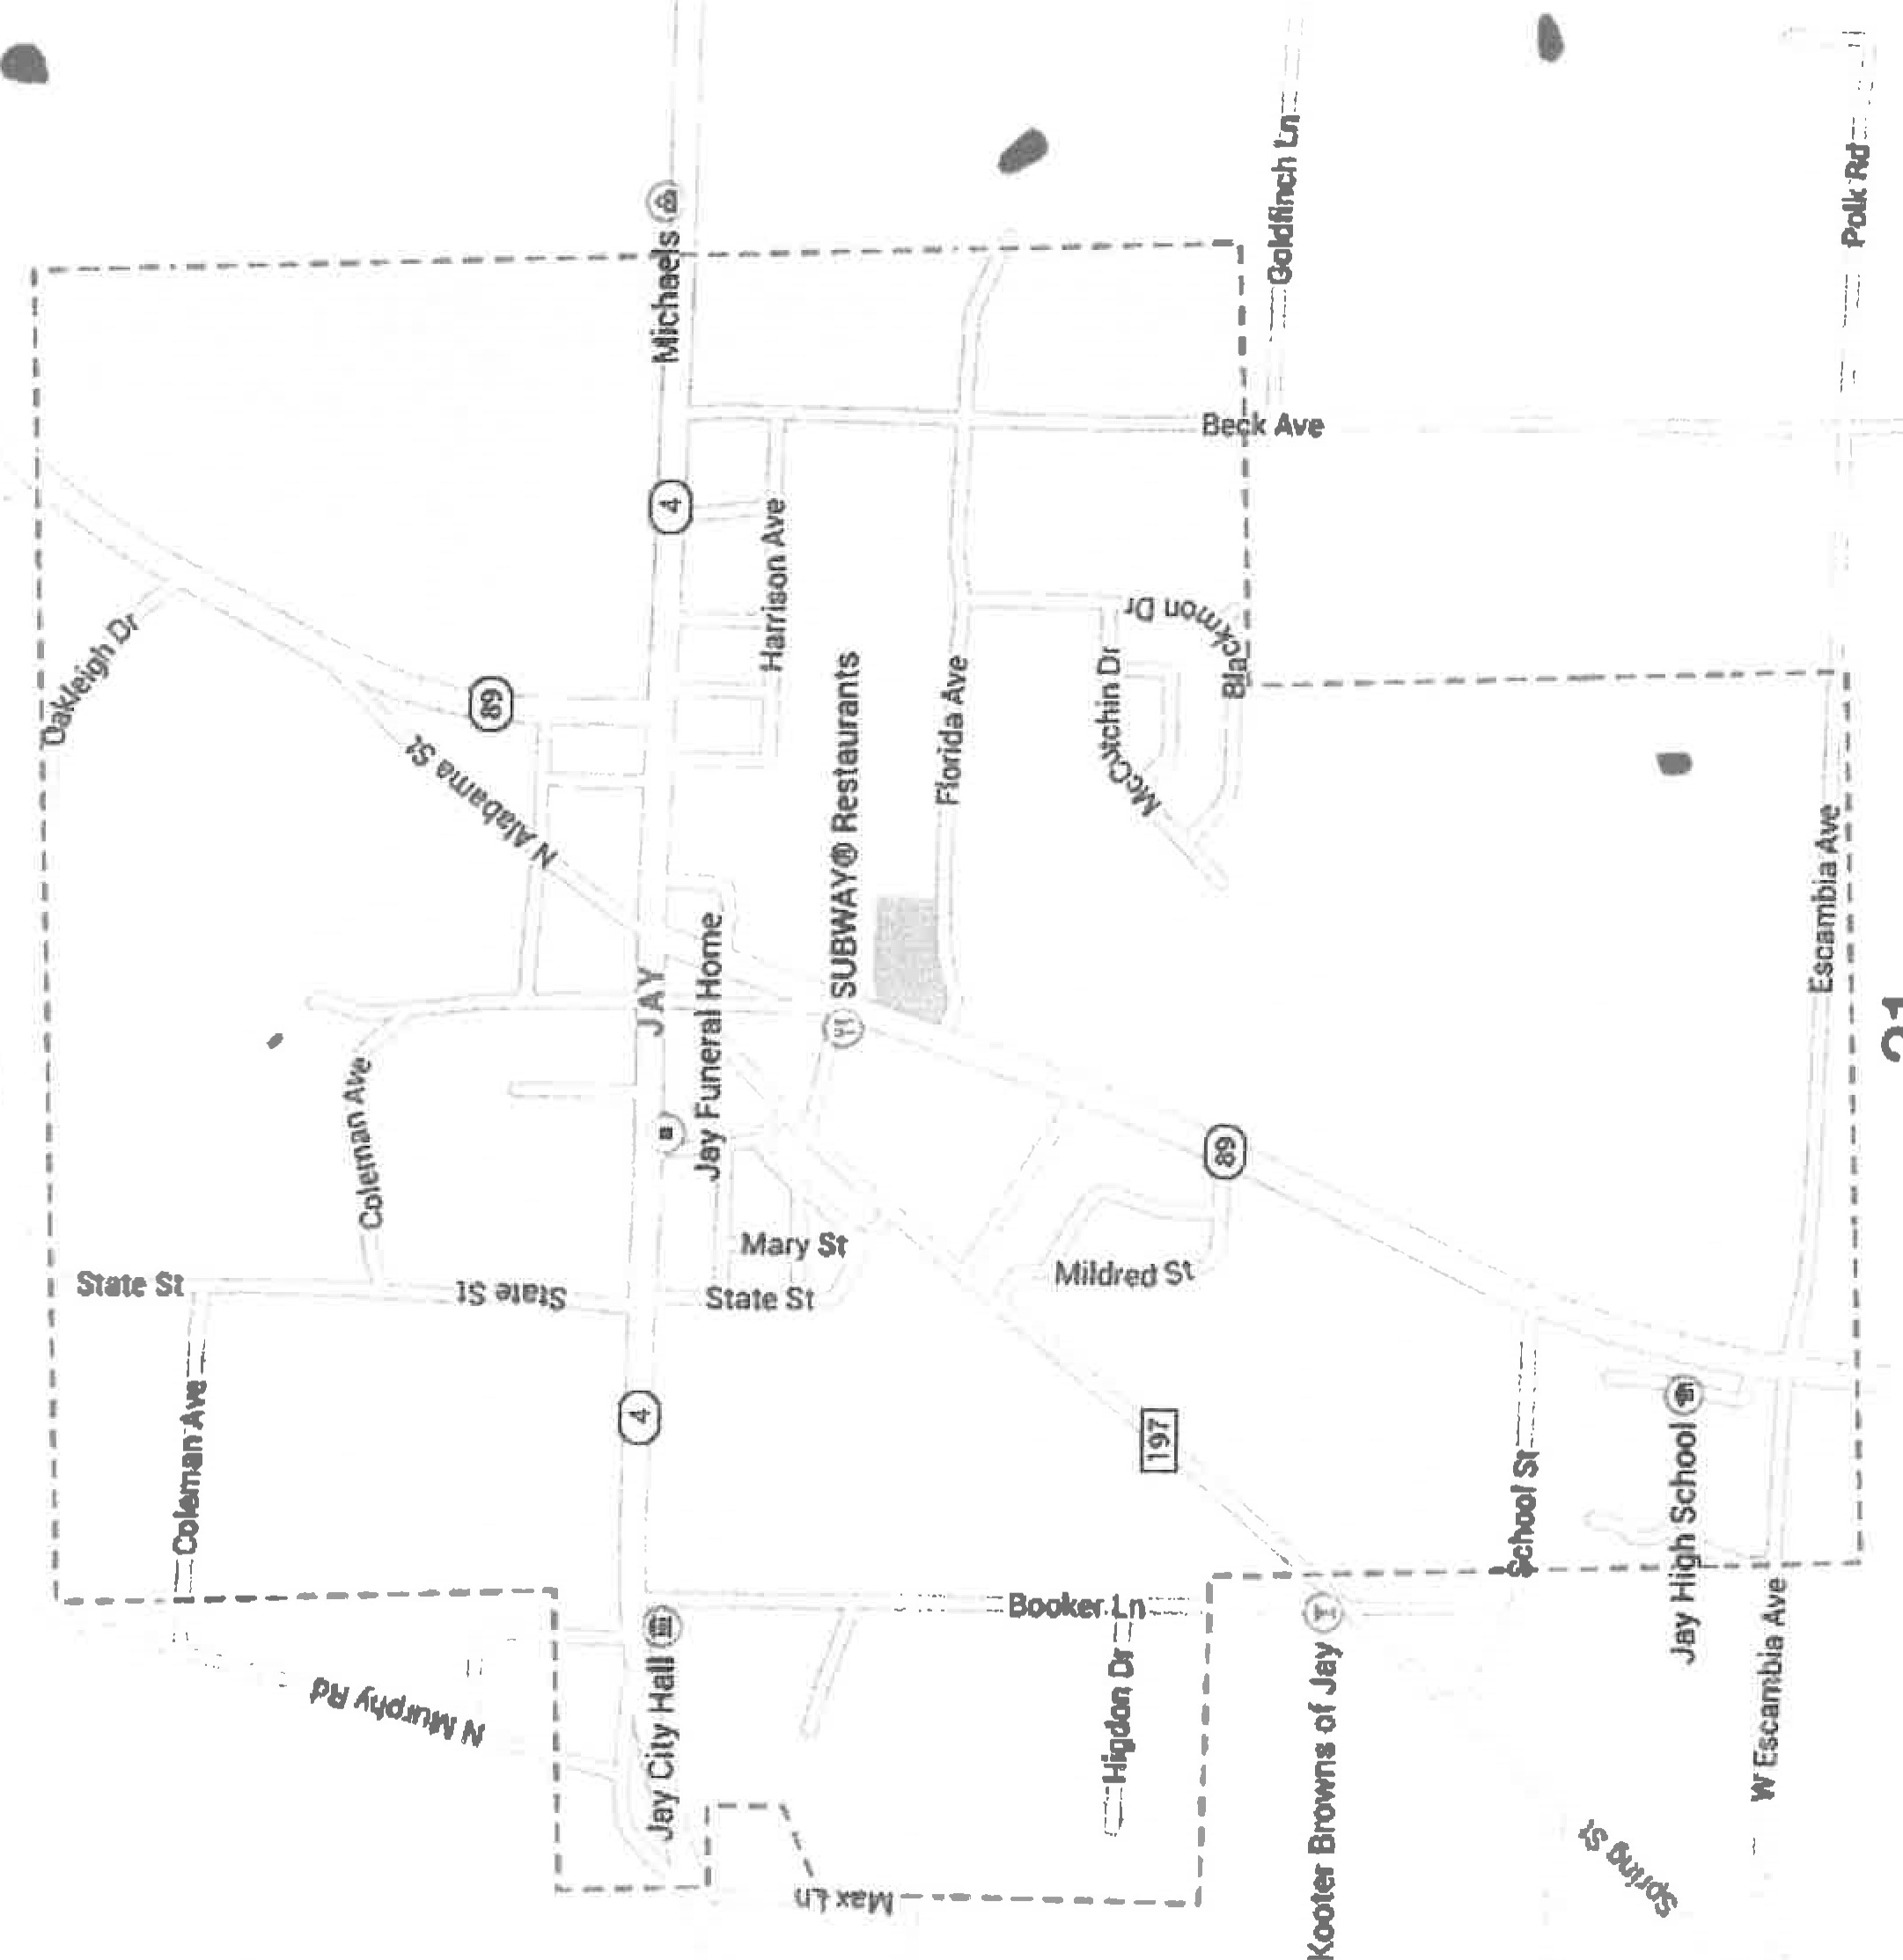 Goldfinch Ln
Polk Rd
Michaels
Beck Ave
4
Harrison Ave
Oakleigh Dr
89
N Alabama St
SUBWAY® Restaurants
Florida Ave
McCutchin Dr
Blackmon Dr
Escambia Ave
JAY
Jay Funeral Home
Coleman Ave
Mary St
State St
State St
State St
Mildred St
89
Coleman Ave
4
197
School St
Jay High School
Booker Ln
Higdon Dr
N Murphy Rd
Jay City Hall
Max Ln
Kooter Browns of Jay
W Escambia Ave
Spring St